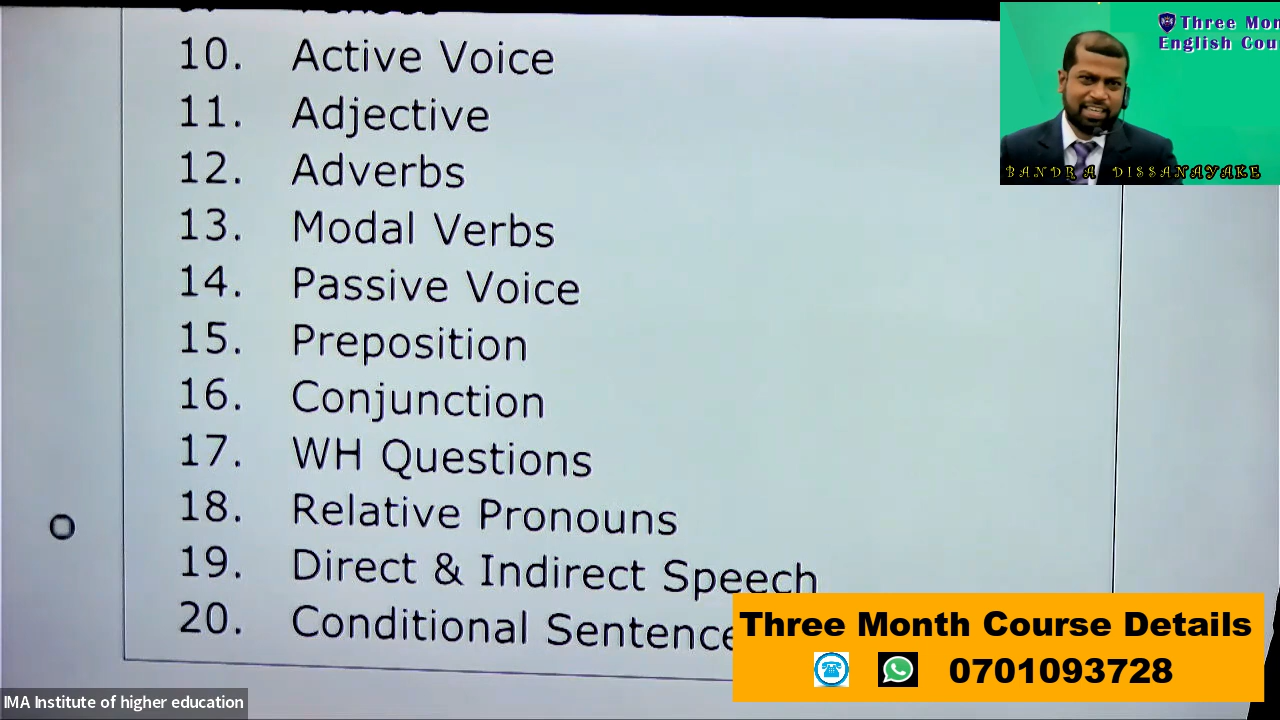 10. Active Voice
11. Adjective
12. Adverbs
13. Modal Verbs
14. Passive Voice
15. Preposition
16. Conjunction
17. WH Questions
18. Relative Pronouns
19. Direct & Indirect Speech
20. Conditional Sentence
Three Mon
English Cou
BANDRA DISSANAYAKE
Three Month Course Details
0701093728
IMA Institute of higher education